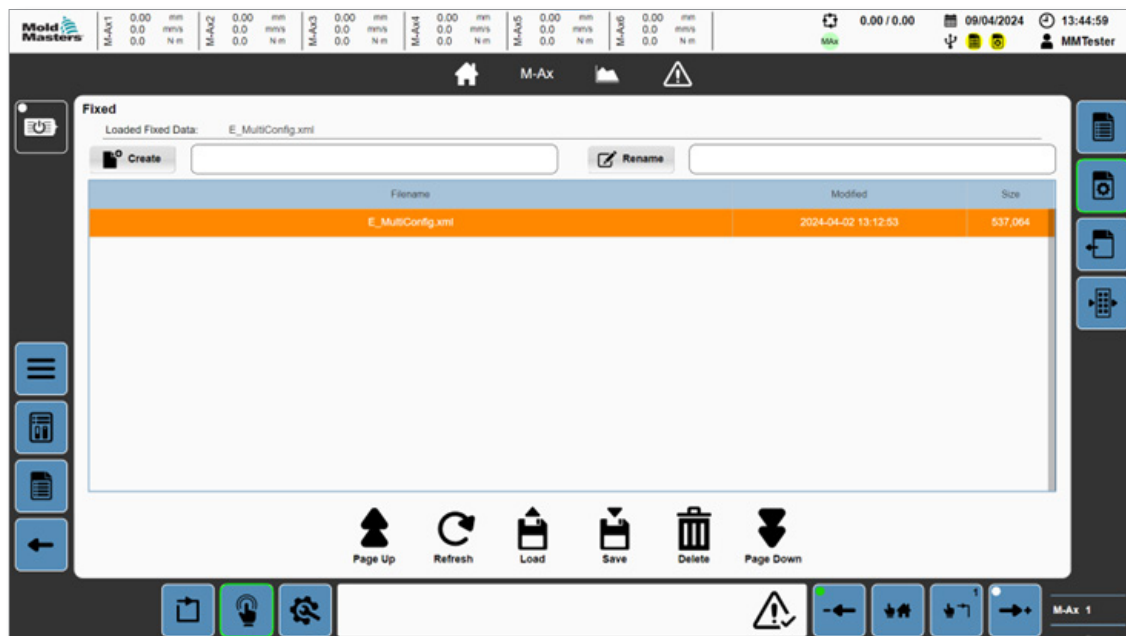 Mold Masters
M-Ax1 0.00 mm 0.0 mm/s 0.0 N·m
M-Ax2 0.00 mm 0.0 mm/s 0.0 N·m
M-Ax3 0.00 mm 0.0 mm/s 0.0 N·m
M-Ax4 0.00 mm 0.0 mm/s 0.0 N·m
M-Ax5 0.00 mm 0.0 mm/s 0.0 N·m
M-Ax6 0.00 mm 0.0 mm/s 0.0 N·m
MAx
0.00 / 0.00
09/04/2024 13:44:59
MMTester
M-Ax
Fixed
Loaded Fixed Data: E_MultiConfig.xml
Create Rename
Filename Modified Size
E_MultiConfig.xml 2024-04-02 13:12:53 537,064
Page Up Refresh Load Save Delete Page Down
1
M-Ax 1